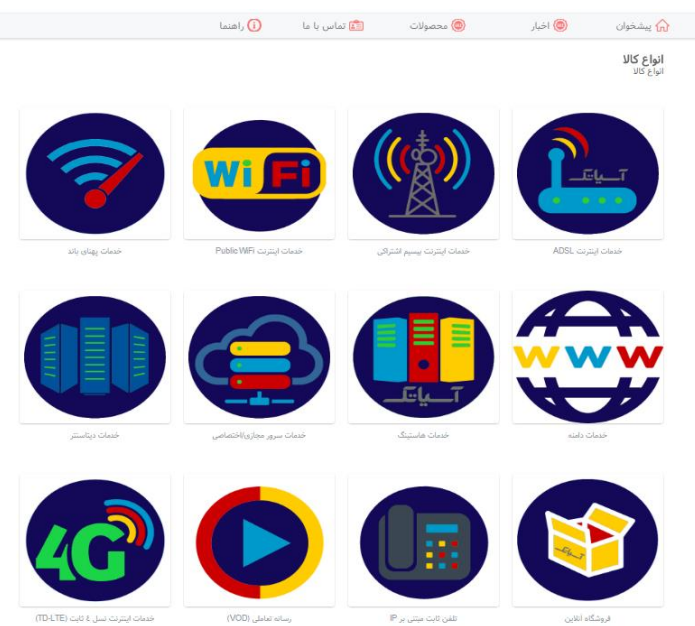 پیشخوان
اخبار
محصولات
تماس با ما
راهنما
انواع کالا
انواع کالا
آسیاتک
WiFi
خدمات اینترنت ADSL
خدمات اینترنت بیسیم اشتراکی
خدمات اینترنت Public WiFi
خدمات پهنای باند
WWW
آسیاتک
خدمات دامنه
خدمات هاستینگ
خدمات سرور مجازی/اختصاصی
خدمات دیتاسنتر
آسیاتک
4G
فروشگاه آنلاین
تلفن ثابت مبتنی بر IP
رسانه تعاملی (VOD)
خدمات اینترنت نسل ٤ ثابت (TD-LTE)